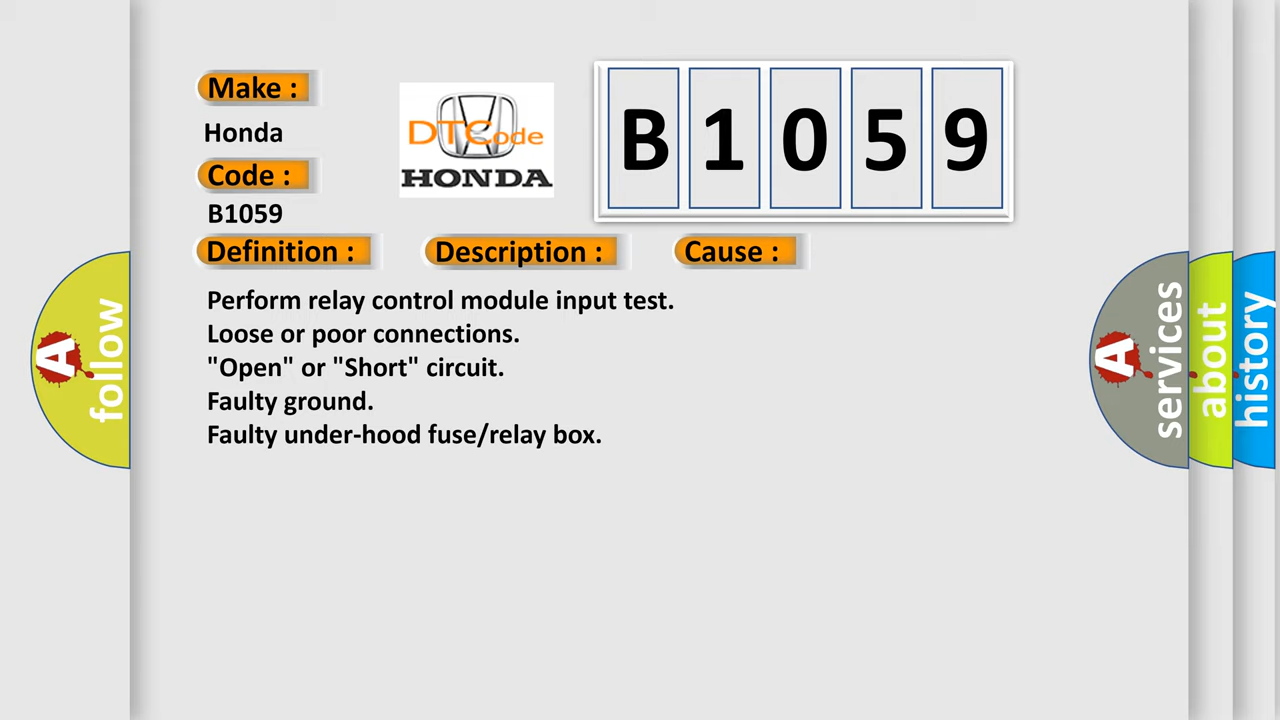 Make :
Honda
Code :
B1059
DTCode
HONDA
B 1 0 5 9
Definition :
Description :
Cause :
Perform relay control module input test.
Loose or poor connections.
"Open" or "Short" circuit.
Faulty ground.
Faulty under-hood fuse/relay box.
A follow
A services
about
history